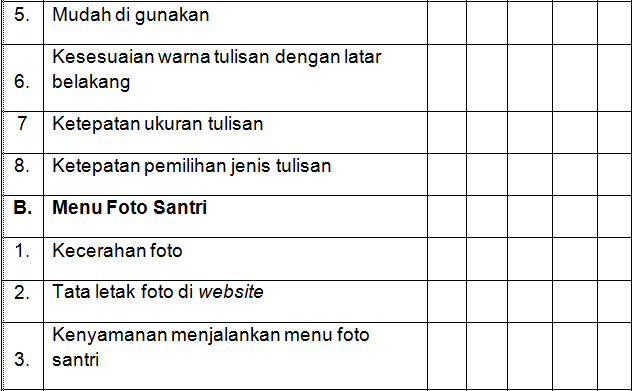 5. Mudah di gunakan
Kesesuaian warna tulisan dengan latar
6. belakang
7 Ketepatan ukuran tulisan
8. Ketepatan pemilihan jenis tulisan
B. Menu Foto Santri
1. Kecerahan foto
2. Tata letak foto di website
Kenyamanan menjalankan menu foto
3. santri